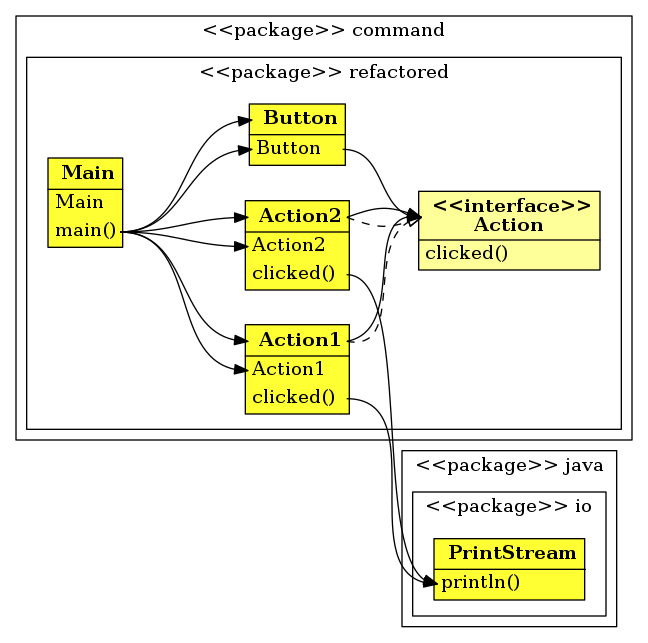 <<package>> command
<<package>> refactored
Main
Main
main()
Button
Button
Action2
Action2
clicked()
Action1
Action1
clicked()
<<interface>>
Action
clicked()
<<package>> java
<<package>> io
PrintStream
println()